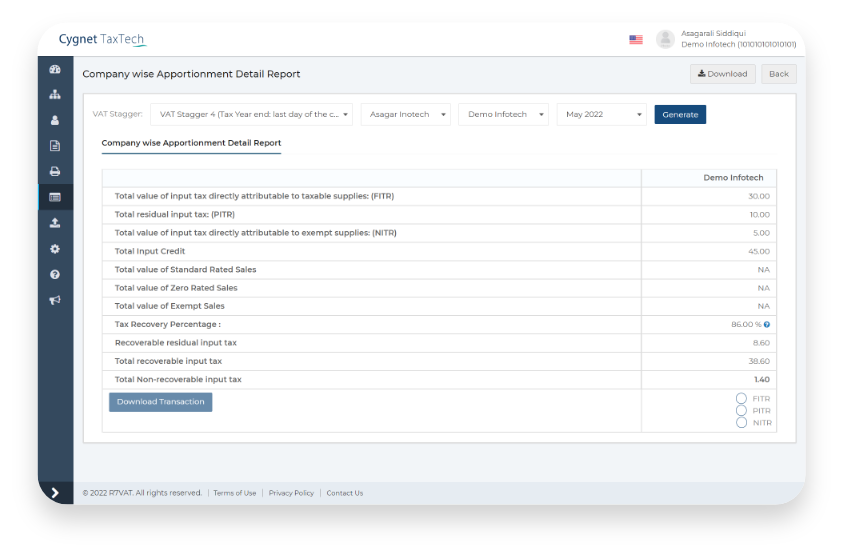 Cygnet TaxTech
Asagarali Siddiqui
Demo Infotech (101010101010101)
Company wise Apportionment Detail Report
Download
Back
VAT Stagger:
VAT Stagger 4 (Tax Year end: last day of the c...
Asagar Inotech
Demo Infotech
May 2022
Generate
Company wise Apportionment Detail Report
Demo Infotech
Total value of input tax directly attributable to taxable supplies: (FITR) 30.00
Total residual input tax: (PITR) 10.00
Total value of input tax directly attributable to exempt supplies: (NITR) 5.00
Total Input Credit 45.00
Total value of Standard Rated Sales NA
Total value of Zero Rated Sales NA
Total value of Exempt Sales NA
Tax Recovery Percentage : 86.00 %
Recoverable residual input tax 8.60
Total recoverable input tax 38.60
Total Non-recoverable input tax 1.40
Download Transaction
FITR
PITR
NITR
© 2022 R7VAT. All rights reserved. | Terms of Use | Privacy Policy | Contact Us